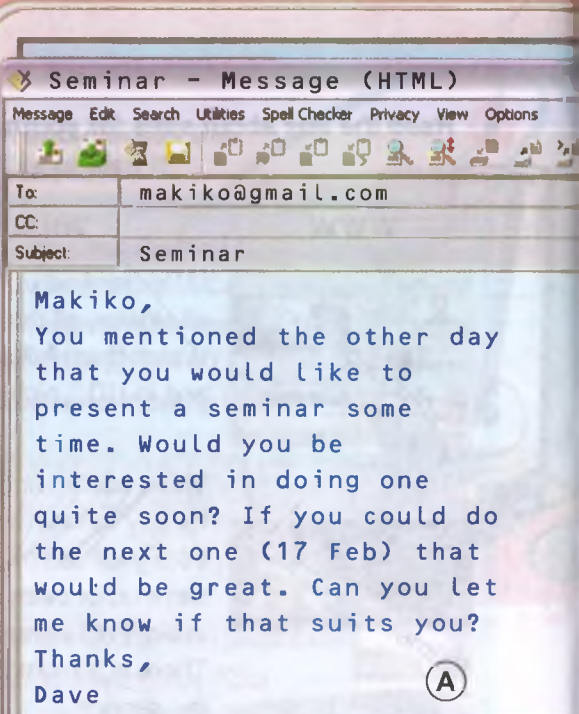 Seminar - Message (HTML)
Message Edit Search Utilities Spell Checker Privacy View Options
To: makiko@gmail.com
CC:
Subject: Seminar
Makiko,
You mentioned the other day
that you would like to
present a seminar some
time. Would you be
interested in doing one
quite soon? If you could do
the next one (17 Feb) that
would be great. Can you let
me know if that suits you?
Thanks,
Dave
A